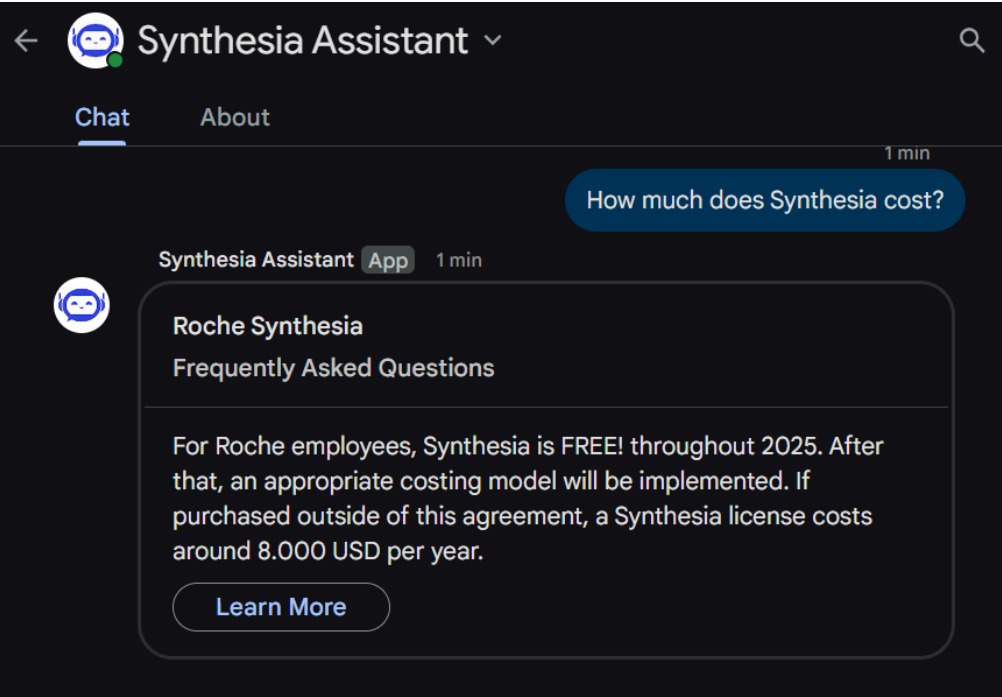 Synthesia Assistant
Chat About
1 min
How much does Synthesia cost?
Synthesia Assistant App 1 min
Roche Synthesia
Frequently Asked Questions
For Roche employees, Synthesia is FREE! throughout 2025. After
that, an appropriate costing model will be implemented. If
purchased outside of this agreement, a Synthesia license costs
around 8.000 USD per year.
Learn More